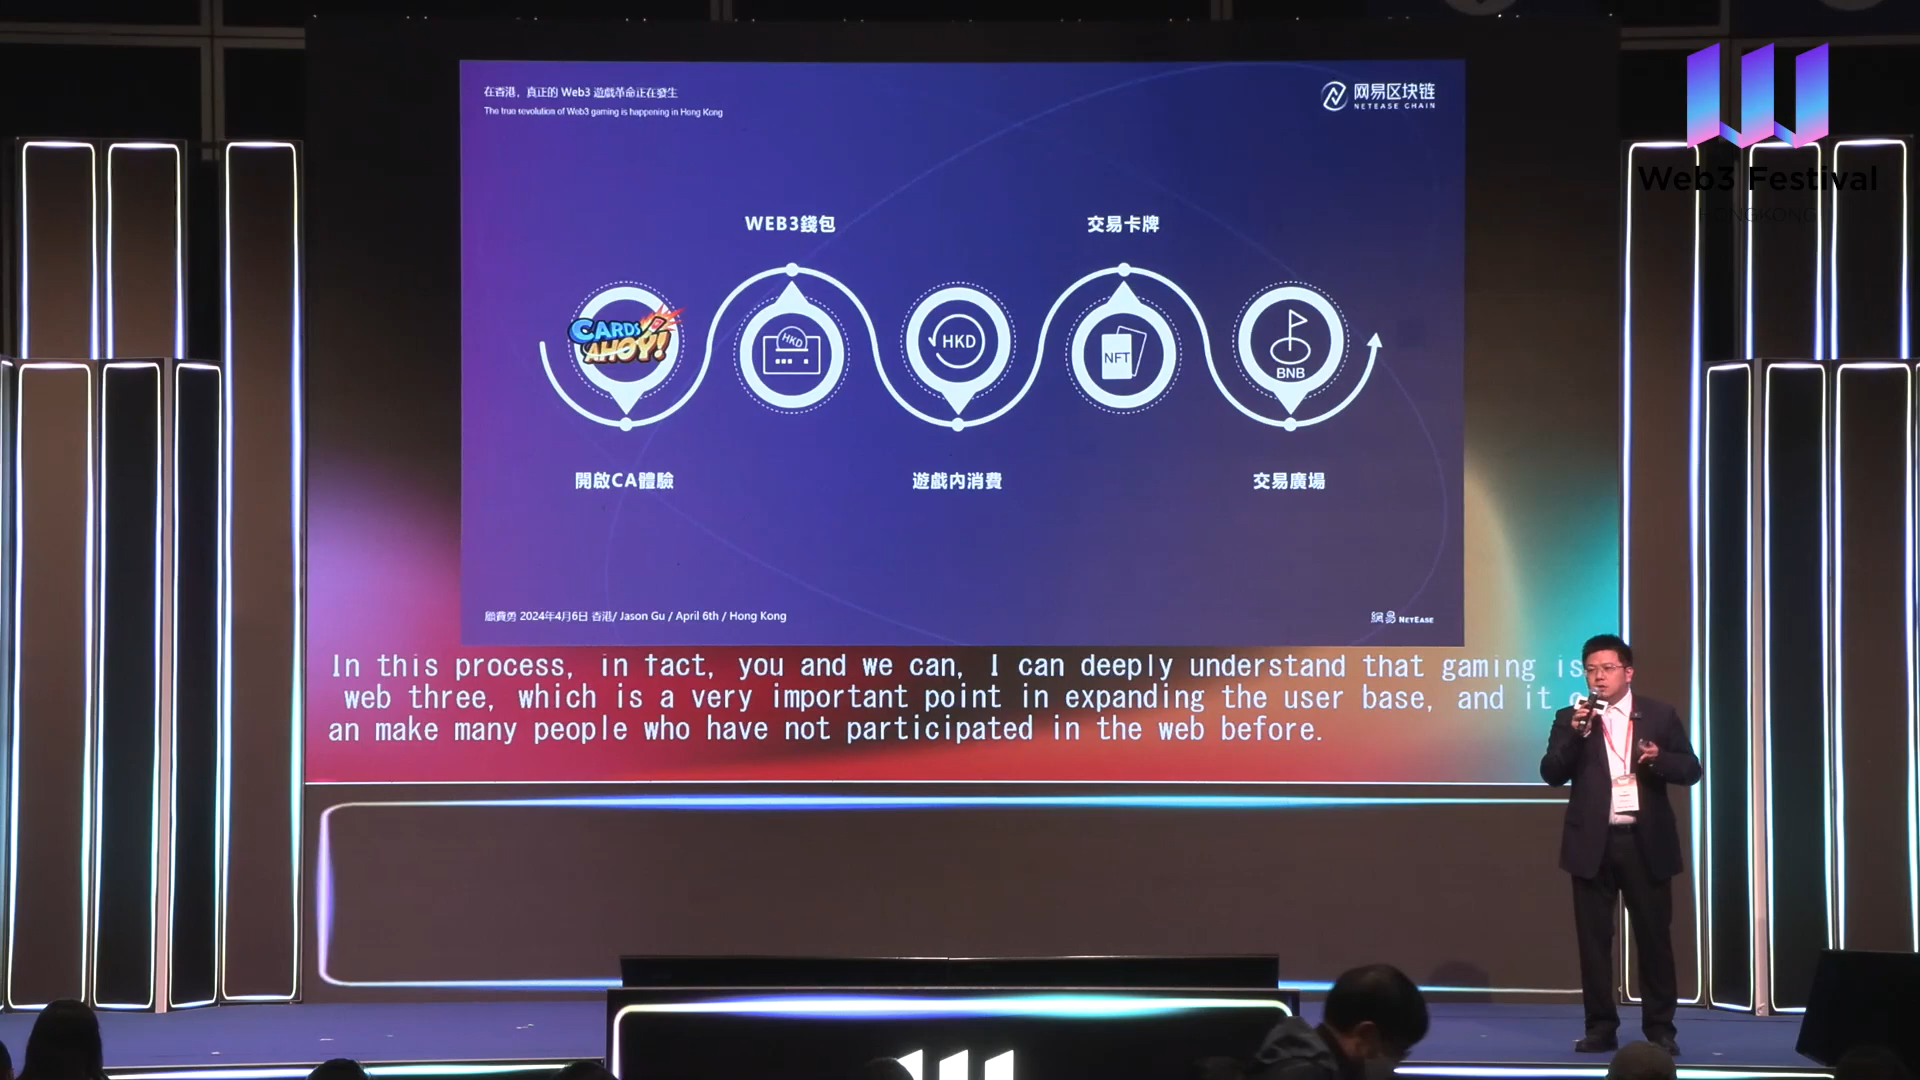 在香港，真正的 Web3 遊戲革命正在發生
The true revolution of Web3 gaming is happening in Hong Kong
网易区块链
NETEASE CHAIN
Web3 Festival
HONGKONG
WEB3錢包
交易卡牌
CARDS
AHOY!
HKD
HKD
NFT
BNB
開啟CA體驗
遊戲内消費
交易廣場
顧費勇 2024年4月6日 香港/ Jason Gu / April 6th / Hong Kong
網易 NETEASE
In this process, in fact, you and we can, I can deeply understand that gaming is
web three, which is a very important point in expanding the user base, and it c
an make many people who have not participated in the web before.